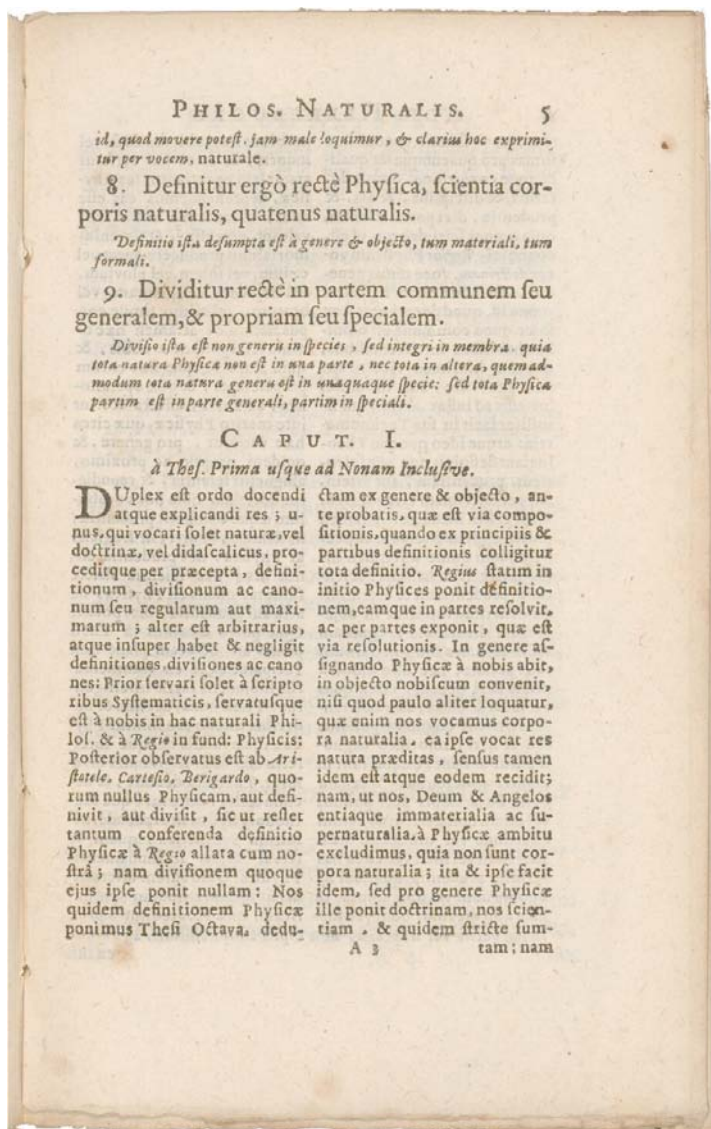 PHILOS. NATURALIS. 5
id, quod movere potest. jam male loquimur, & clarius hoc exprimi-
tur per vocem, naturale.
8. Definitur ergò rectè Physica, scientia cor-
poris naturalis, quatenus naturalis.
Definitio ista desumpta est à genere & objecto, tum materiali, tum
formali.
9. Dividitur rectè in partem communem seu
generalem, & propriam seu specialem.
Divisio ista est non generis in species, sed integri in membra. quia
tota natura Physicæ non est in una parte, nec tota in altera, quemad-
modum tota natura generis est in unaquaque specie: sed tota Physica
partim est in parte generali, partim in speciali.
CAPUT. I.
à Thes. Prima usque ad Nonam Inclusive.
DUplex est ordo docendi
atque explicandi res; u-
nus, qui vocari solet naturæ, vel
doctrinæ, vel didascalicus, pro-
ceditque per præcepta, defini-
tionum, divisionum ac cano-
num seu regularum aut maxi-
marum; alter est arbitrarius,
atque insuper habet & negligit
definitiones, divisiones ac cano
nes: Prior servari solet à scripto
ribus Systematicis, servatusque
est à nobis in hac naturali Phi-
los. & à Regio in fund: Physicis:
Posterior observatus est ab Ari-
stotele, Cartesio, Berigardo, quo-
rum nullus Physicam, aut defi-
nivit, aut divisit, sic ut restet
tantum conferenda definitio
Physicæ à Regio allata cum no-
strâ; nam divisionem quoque
ejus ipse ponit nullam: Nos
quidem definitionem Physicæ
ponimus Thesi Octava, dedu-
ctam ex genere & objecto, an-
te probatis, quæ est via compo-
sitionis, quando ex principiis &
partibus definitionis colligitur
tota definitio. Regius statim in
initio Physices ponit definitio-
nem, eamque in partes resolvit,
ac per partes exponit, quæ est
via resolutionis. In genere as-
signando Physicæ à nobis abit,
in objecto nobiscum convenit,
nisi quod paulo aliter loquatur,
quæ enim nos vocamus corpo-
ra naturalia, ea ipse vocat res
natura præditas, sensus tamen
idem est atque eodem recidit;
nam, ut nos, Deum & Angelos
entiaque immaterialia ac su-
pernaturalia, à Physicæ ambitu
excludimus, quia non sunt cor-
pora naturalia; ita & ipse facit
idem, sed pro genere Physicæ
ille ponit doctrinam, nos scien-
tiam, & quidem stricte sum-
A 3 tam; nam